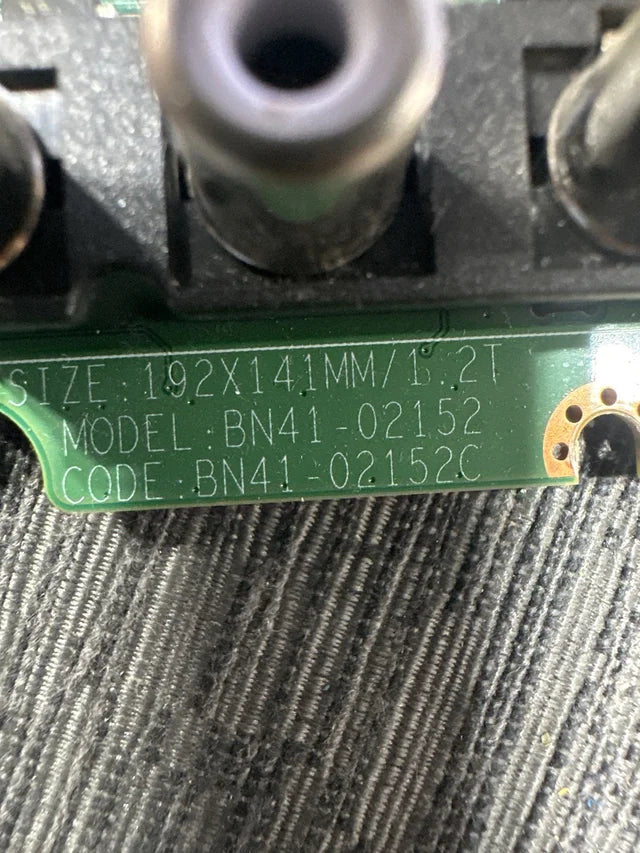 SIZE:192X141MM/1.2T
MODEL:BN41-02152
CODE:BN41-02152C